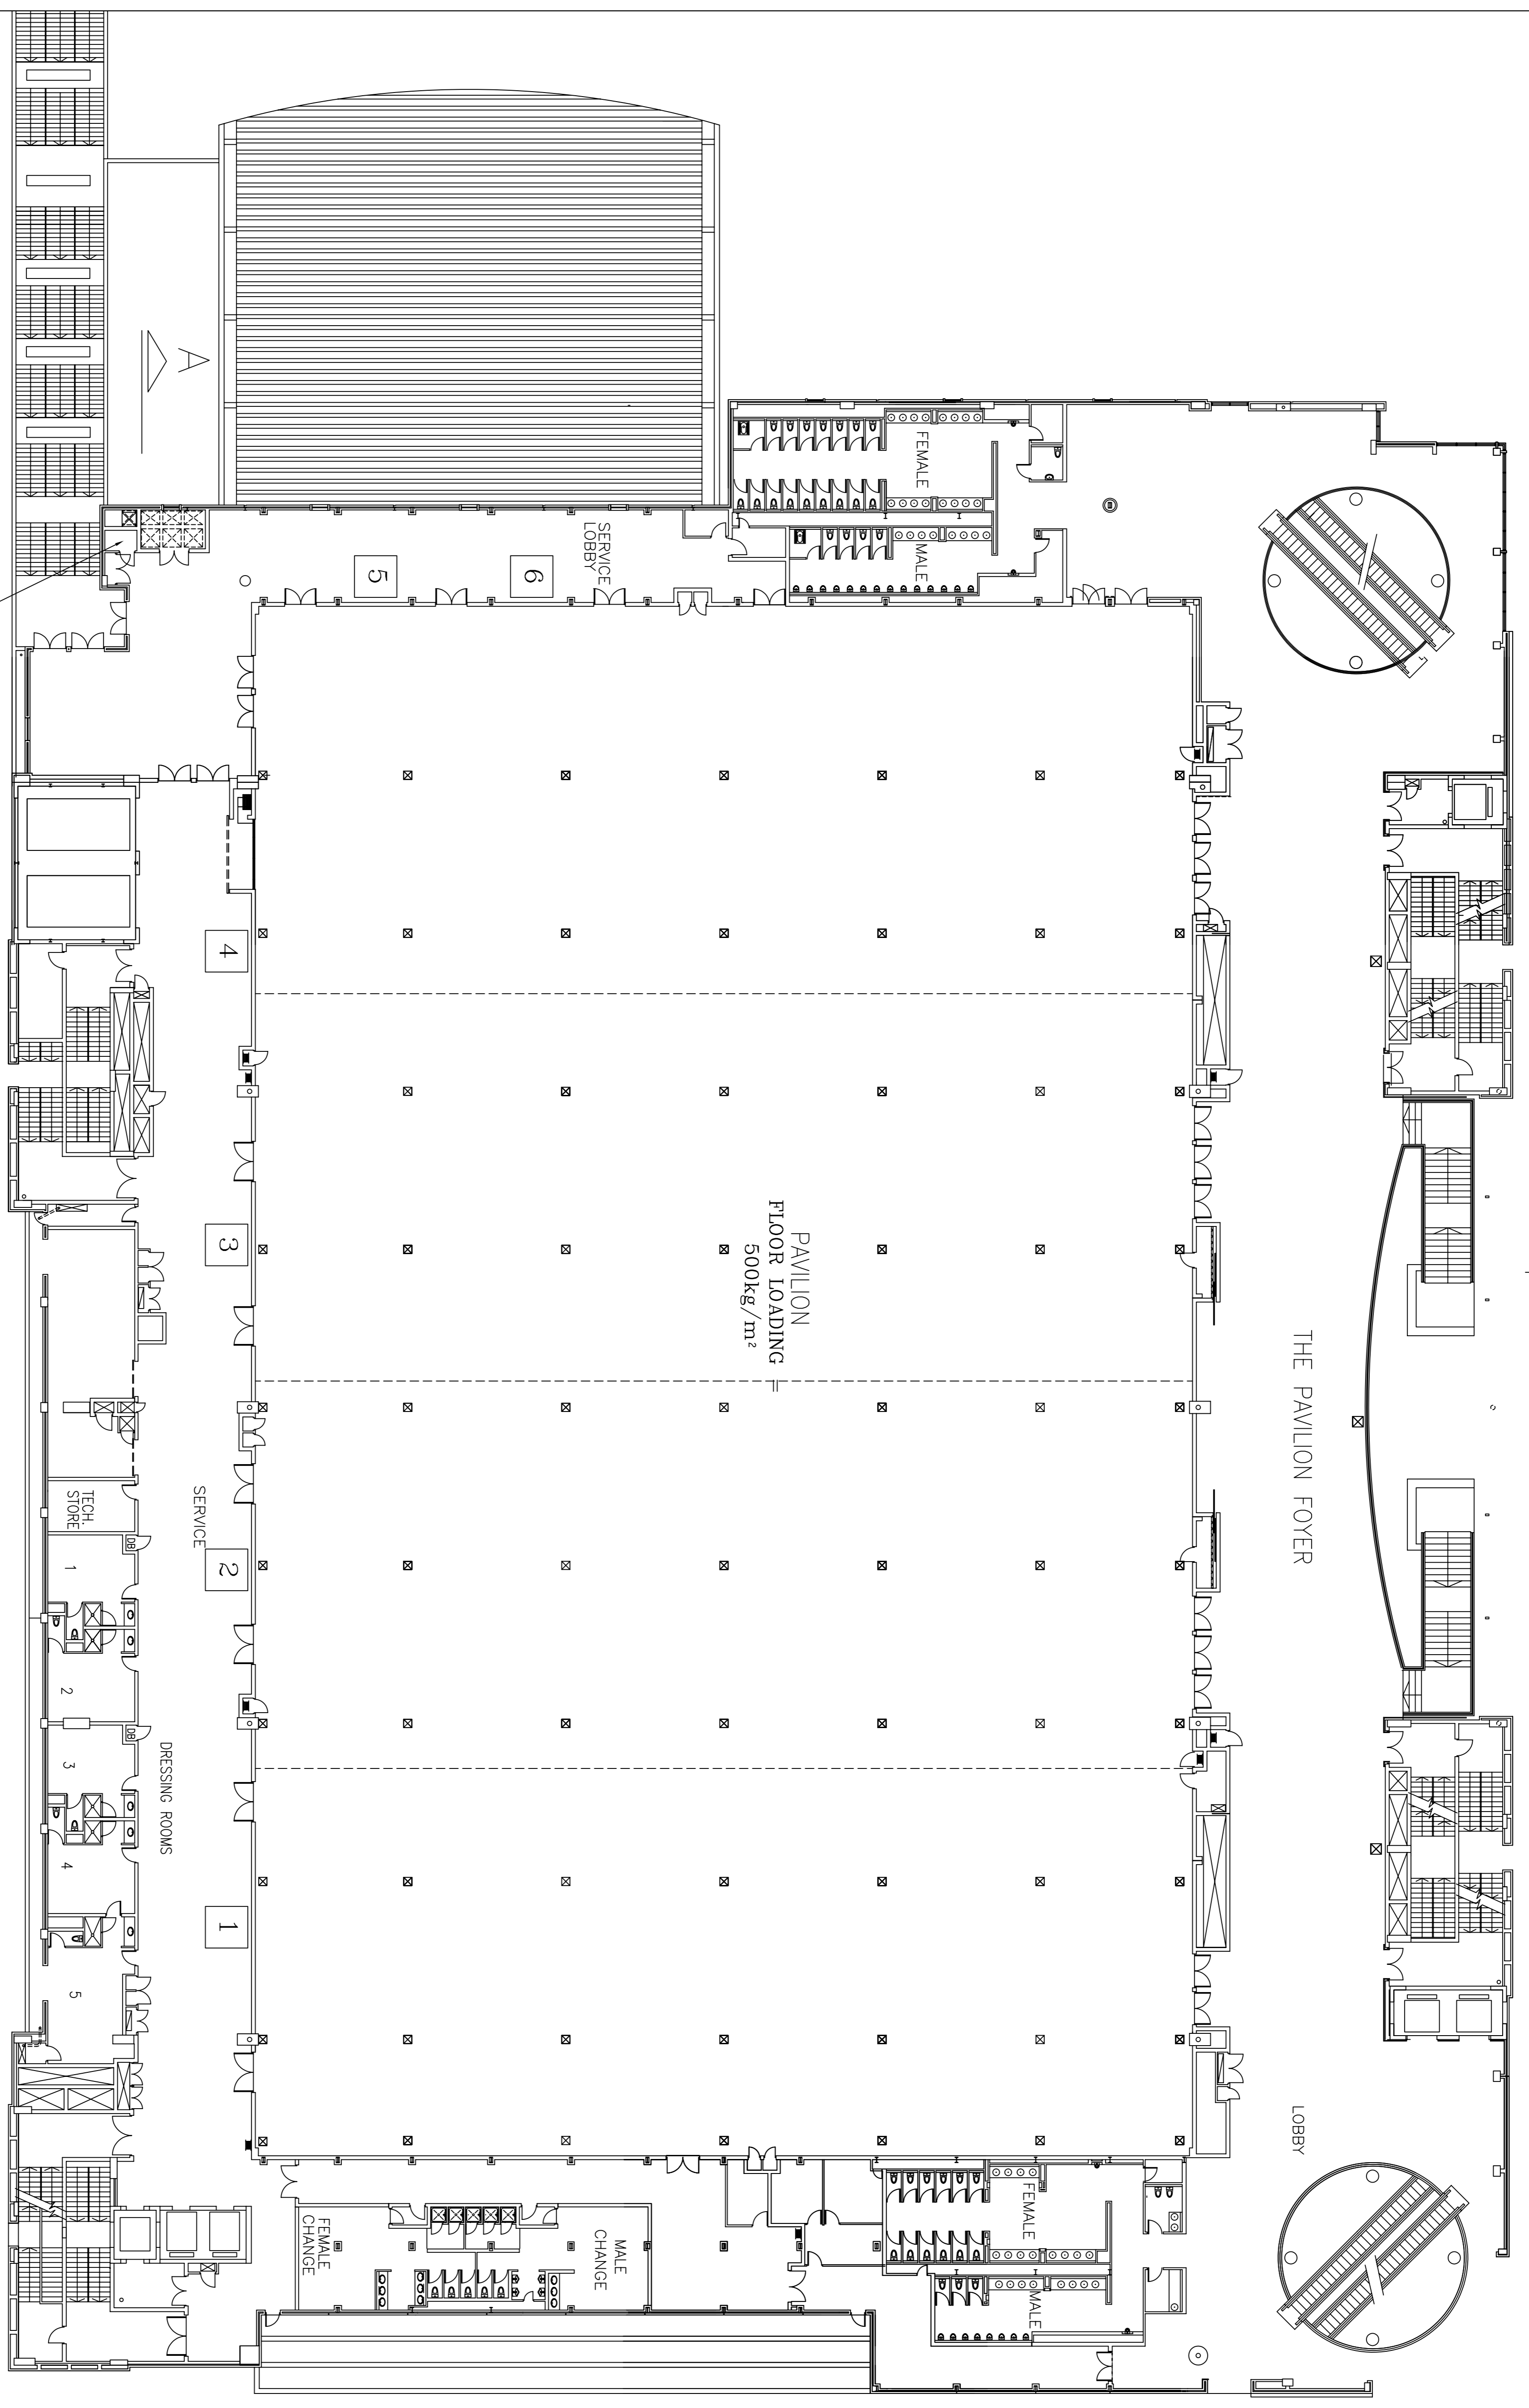 A
FEMALE
MALE
SERVICE
LOBBY
5
6
4
3
2
1
PAVILION
FLOOR LOADING =
500kg/m²
THE PAVILION FOYER
SERVICE
TECH.
STORE
DB
1
2
DB
3
4
5
DRESSING ROOMS
LOBBY
FEMALE
CHANGE
MALE
CHANGE
FEMALE
MALE